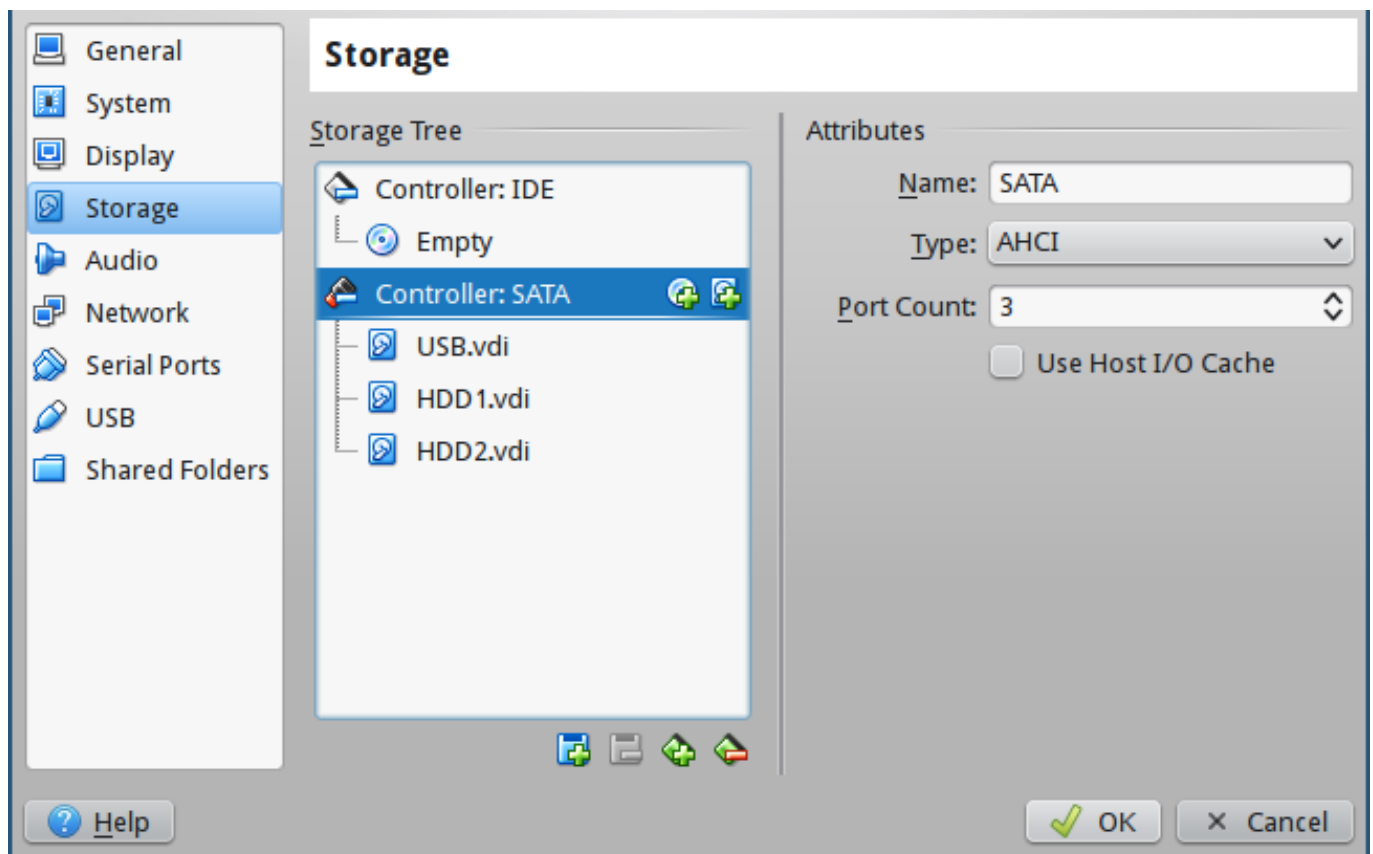 General
System
Display
Storage
Audio
Network
Serial Ports
USB
Shared Folders
Storage
Storage Tree
Controller: IDE
Empty
Controller: SATA
USB.vdi
HDD1.vdi
HDD2.vdi
Attributes
Name: SATA
Type: AHCI
Port Count: 3
Use Host I/O Cache
Help
OK
Cancel